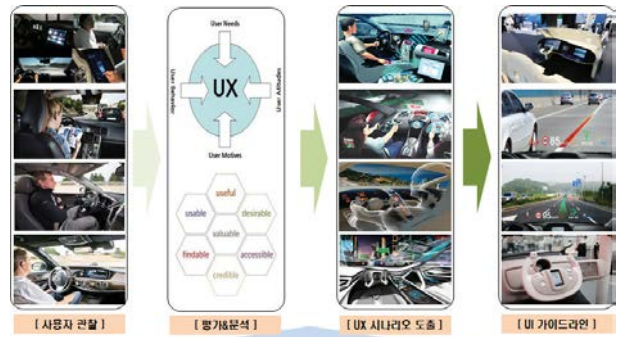 User Needs
User Behavior
UX
User Attitudes
User Motives
useful
usable
desirable
valuable
findable
accessible
credible
85
[ 사용자 관찰 ]
[ 평가&분석 ]
[ UX 시나리오 도출 ]
[ UI 가이드라인 ]